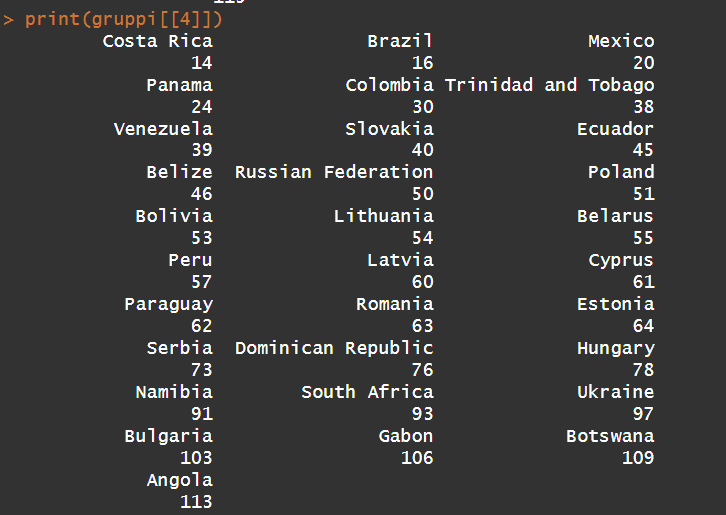 > print(gruppi[[4]])
Costa Rica Brazil Mexico
14 16 20
Panama Colombia Trinidad and Tobago
24 30 38
Venezuela Slovakia Ecuador
39 40 45
Belize Russian Federation Poland
46 50 51
Bolivia Lithuania Belarus
53 54 55
Peru Latvia Cyprus
57 60 61
Paraguay Romania Estonia
62 63 64
Serbia Dominican Republic Hungary
73 76 78
Namibia South Africa Ukraine
91 93 97
Bulgaria Gabon Botswana
103 106 109
Angola
113